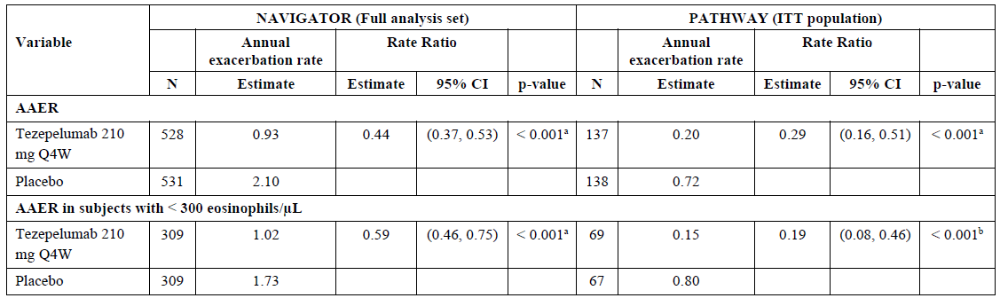 Variable NAVIGATOR (Full analysis set) PATHWAY (ITT population)
Annual exacerbation rate Rate Ratio Annual exacerbation rate Rate Ratio
N Estimate Estimate 95% CI p-value N Estimate Estimate 95% CI p-value
AAER
Tezepelumab 210 mg Q4W 528 0.93 0.44 (0.37, 0.53) < 0.001a 137 0.20 0.29 (0.16, 0.51) < 0.001a
Placebo 531 2.10 138 0.72
AAER in subjects with < 300 eosinophils/µL
Tezepelumab 210 mg Q4W 309 1.02 0.59 (0.46, 0.75) < 0.001a 69 0.15 0.19 (0.08, 0.46) < 0.001b
Placebo 309 1.73 67 0.80